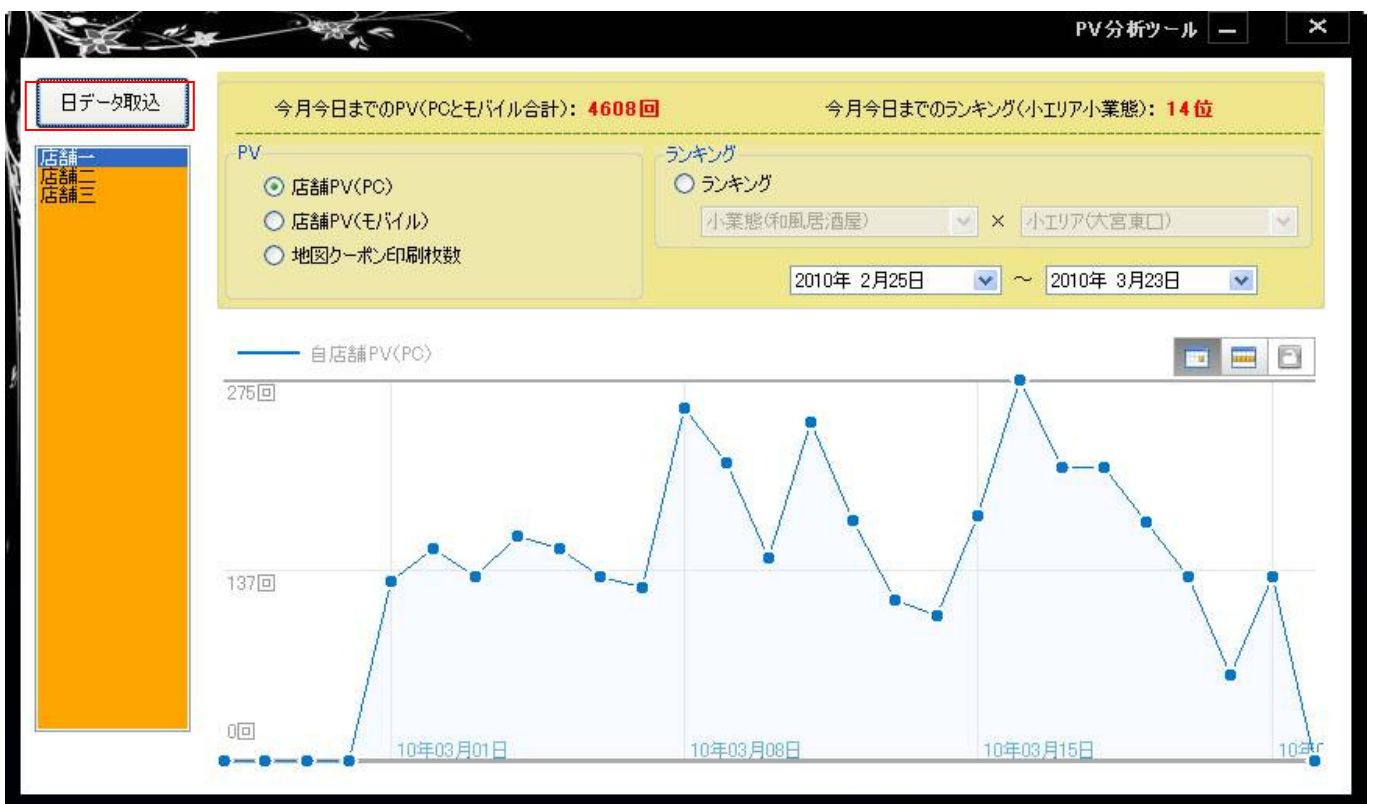 PV分析ツール
日データ取込
今月今日までのPV(PCとモバイル合計): 4608回
今月今日までのランキング(小エリア小業態): 14位
店舗一
店舗二
店舗三
PV
店舗PV(PC)
店舗PV(モバイル)
地図クーポン印刷枚数
ランキング
ランキング
小業態(和風居酒屋) × 小エリア(大宮東口)
2010年 2月25日 ～ 2010年 3月23日
自店舗PV(PC)
275回
137回
0回
10年03月01日
10年03月08日
10年03月15日